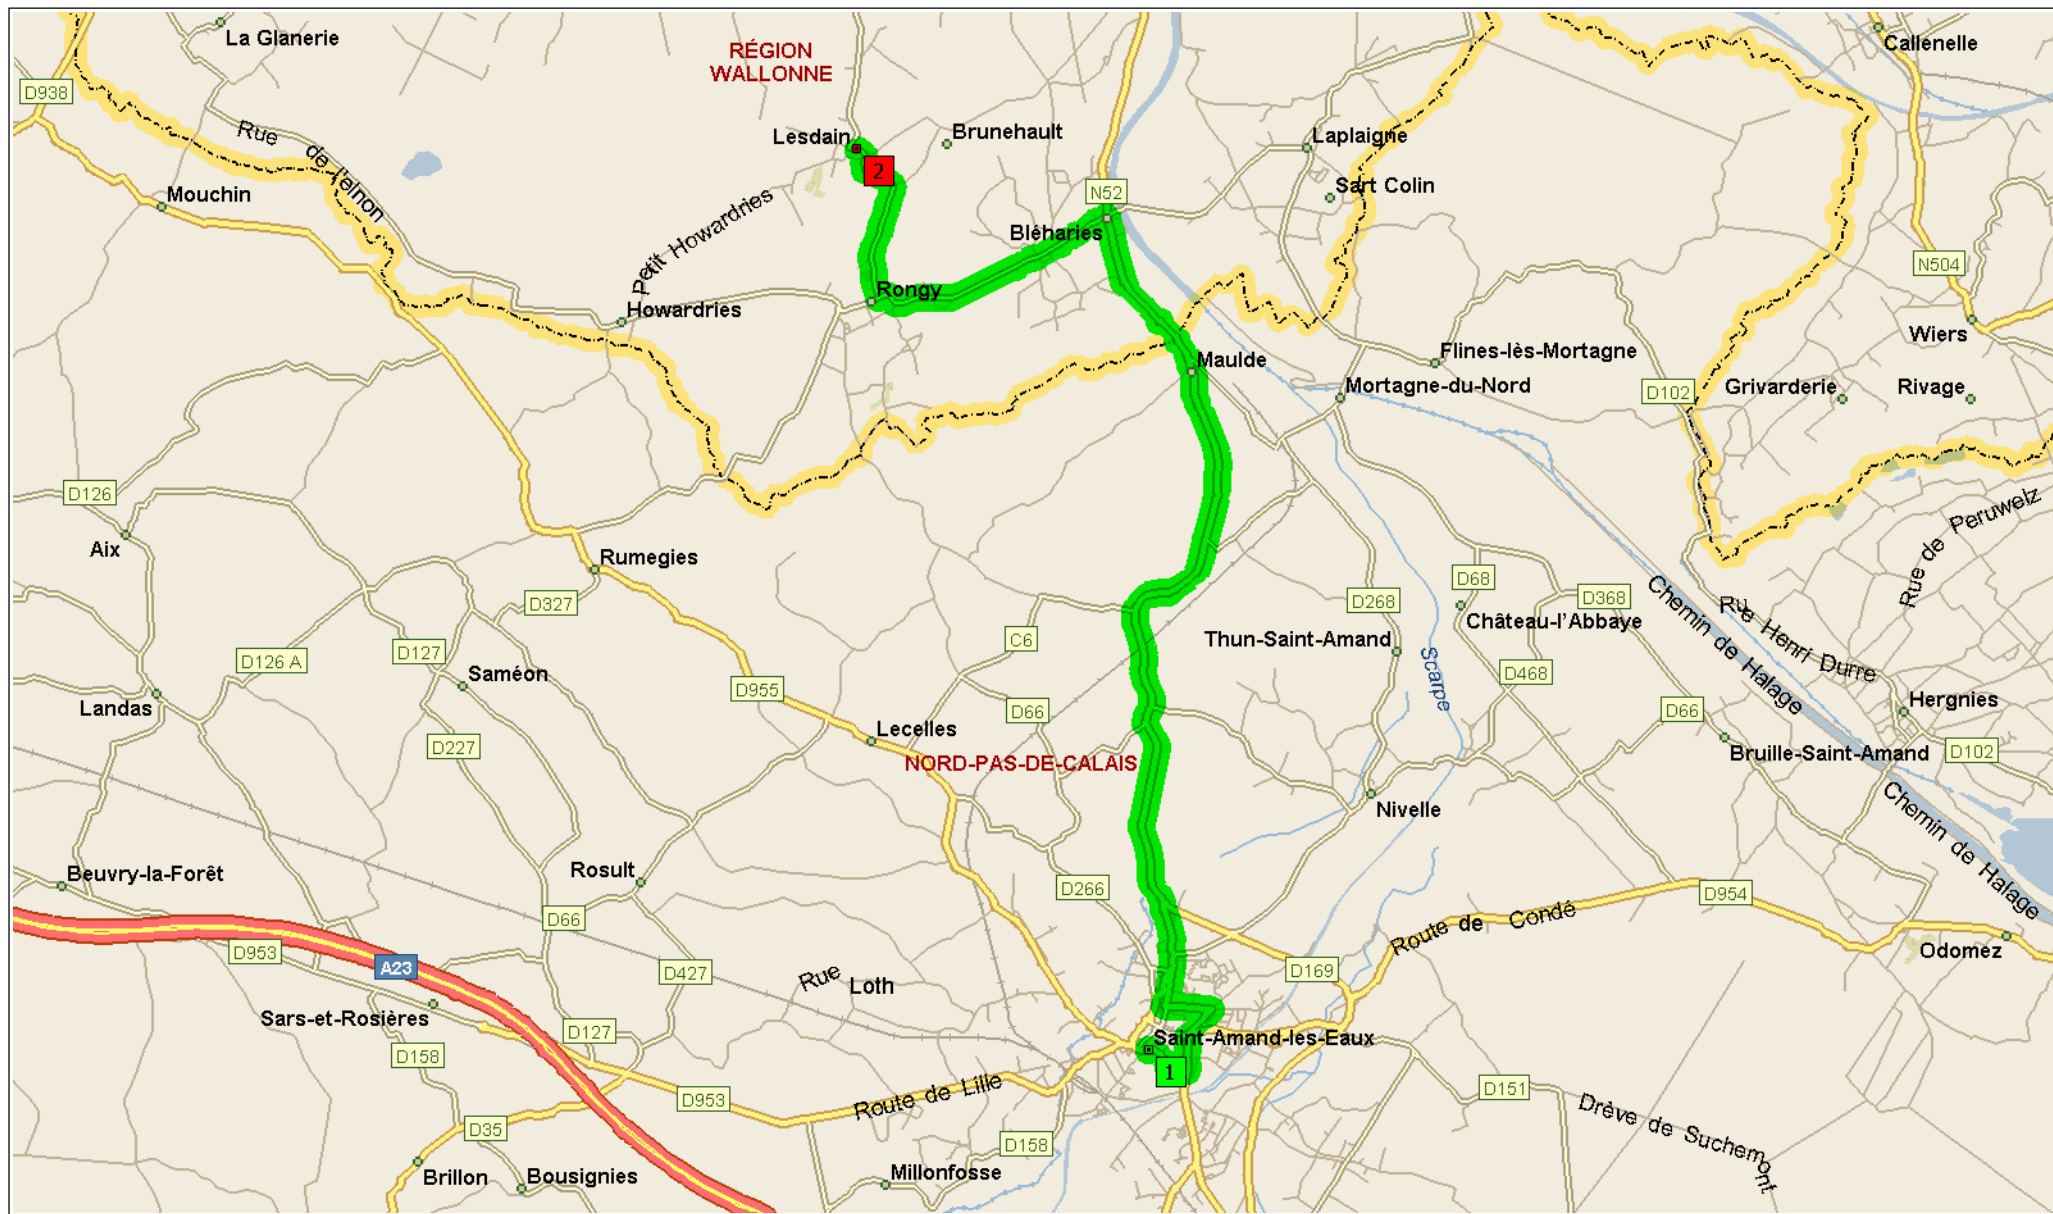 La Glanerie
RÉGION
WALLONNE
Callenelle
D938
Rue de l'elnon
Lesdain
Brunehault
Laplaigne
2
Mouchin
Sart Colin
N52
Petit Howardries
Bléharies
N504
Rongy
Howardries
Wiers
Maulde
Flines-lès-Mortagne
Mortagne-du-Nord
D102
Grivarderie
Rivage
D126
Rue de Peruwelz
Aix
Rumegies
D327
D68
D268
D368
Château-l'Abbaye
Chemin de Halage
Rue Henri Durre
C6
Thun-Saint-Amand
D127
D126 A
Saméon
Scarpe
D468
D955
Landas
D66
D66
Hergnies
Lecelles
D227
NORD-PAS-DE-CALAIS
Bruille-Saint-Amand
D102
Nivelle
Chemin de Halage
Beuvry-la-Forêt
Rosult
D266
D954
D66
Route de Condé
D953
A23
D427
D169
Odomez
Rue Loth
Sars-et-Rosières
D127
Saint-Amand-les-Eaux
D158
1
D151
D953
Route de Lille
Drève de Suchemont
D35
D158
Brillon
Bousignies
Millonfosse